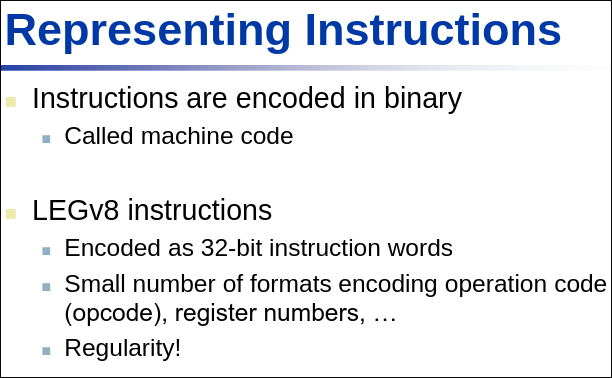 Representing Instructions
Instructions are encoded in binary
Called machine code
LEGv8 instructions
Encoded as 32-bit instruction words
Small number of formats encoding operation code
(opcode), register numbers, …
Regularity!